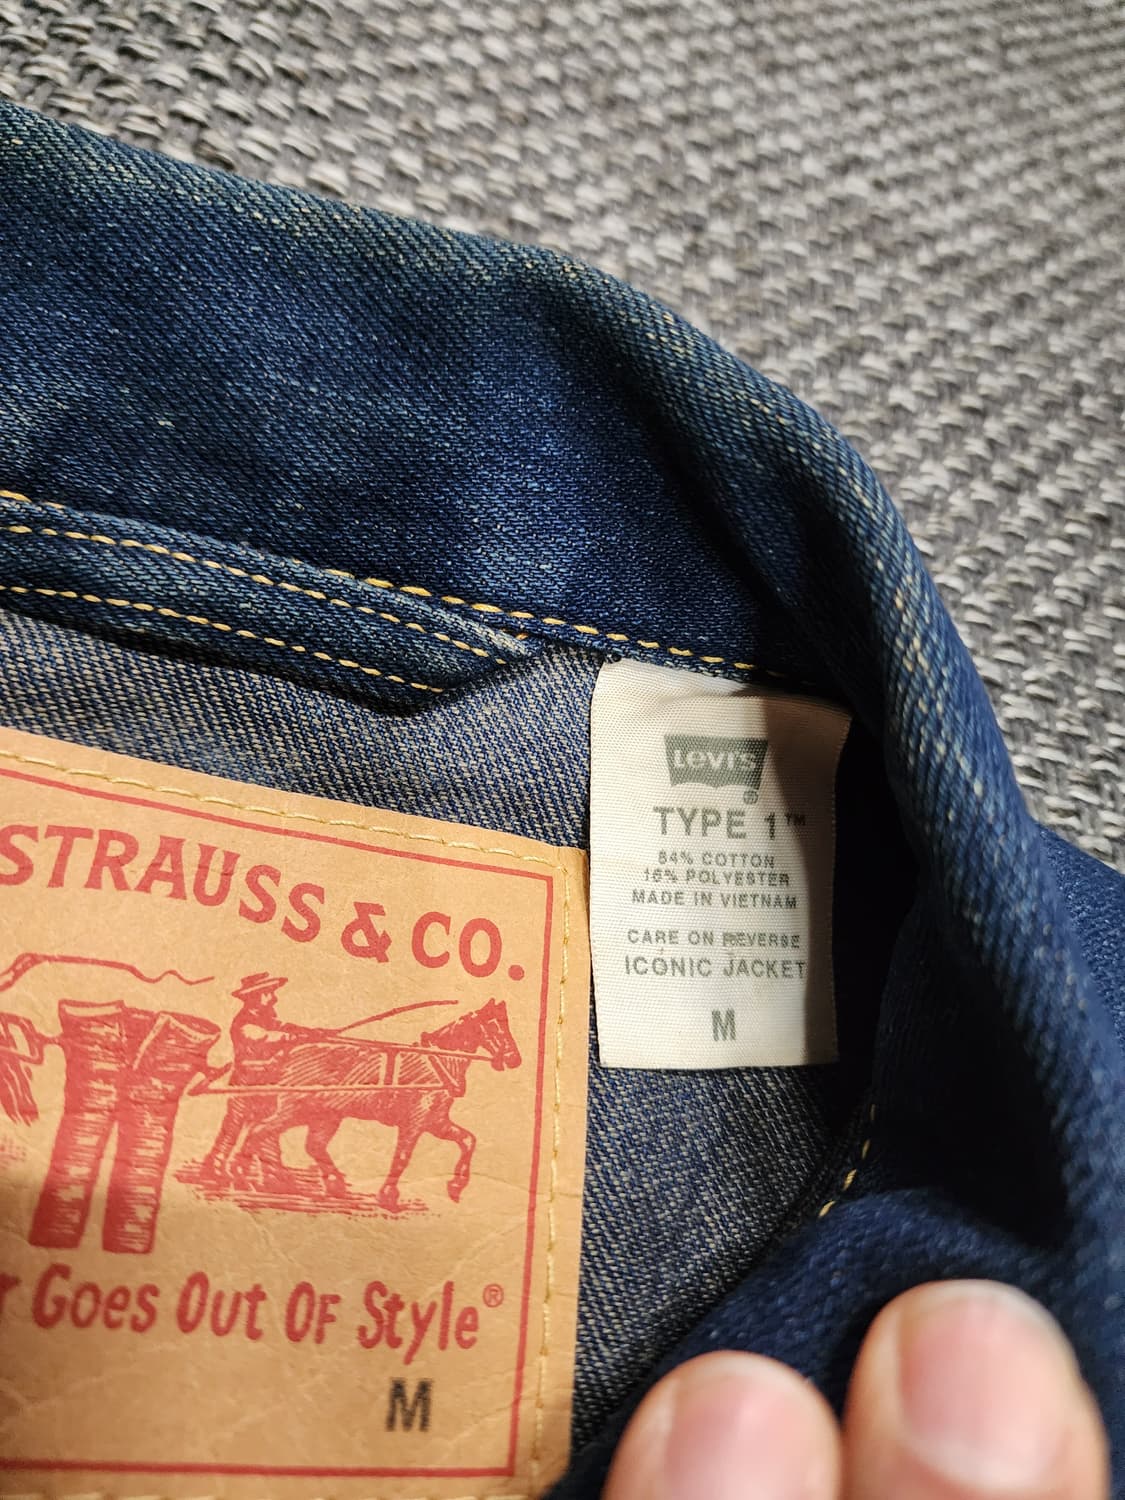 STRAUSS & CO.
Goes Out OF Style®
M
Levi's
®
TYPE 1™
84% COTTON
16% POLYESTER
MADE IN VIETNAM
CARE ON REVERSE
ICONIC JACKET
M